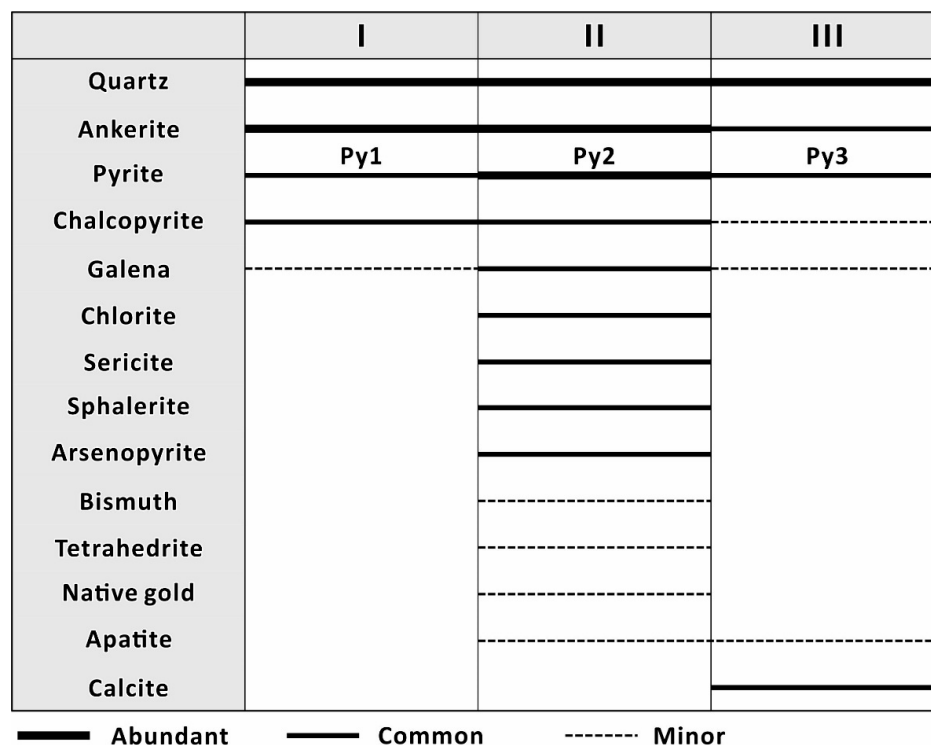 I II III
Quartz
Ankerite
Py1 Py2 Py3
Pyrite
Chalcopyrite
Galena
Chlorite
Sericite
Sphalerite
Arsenopyrite
Bismuth
Tetrahedrite
Native gold
Apatite
Calcite
Abundant Common Minor